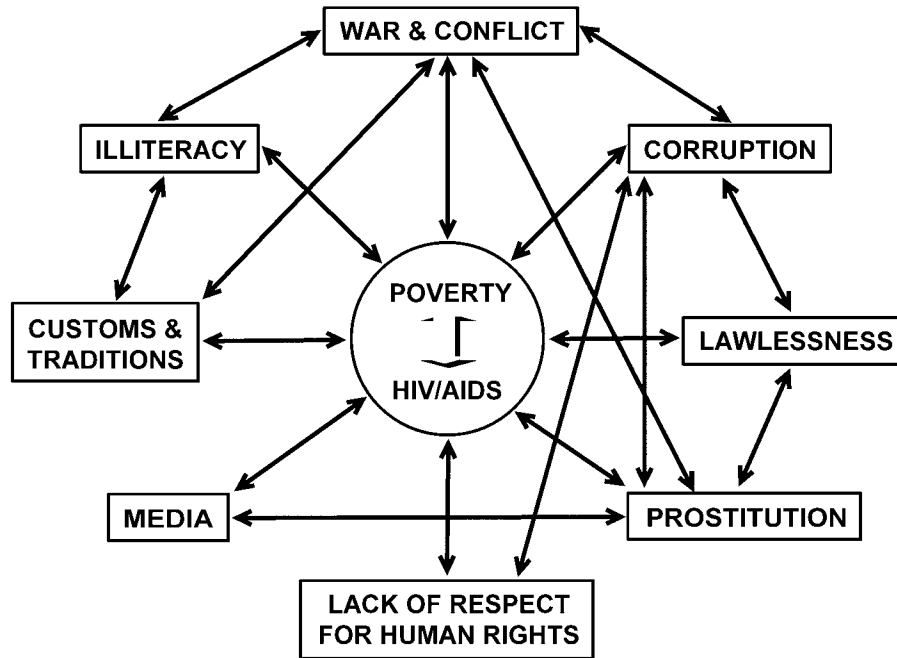 WAR & CONFLICT
ILLITERACY
CORRUPTION
POVERTY
HIV/AIDS
CUSTOMS &
TRADITIONS
LAWLESSNESS
MEDIA
PROSTITUTION
LACK OF RESPECT
FOR HUMAN RIGHTS